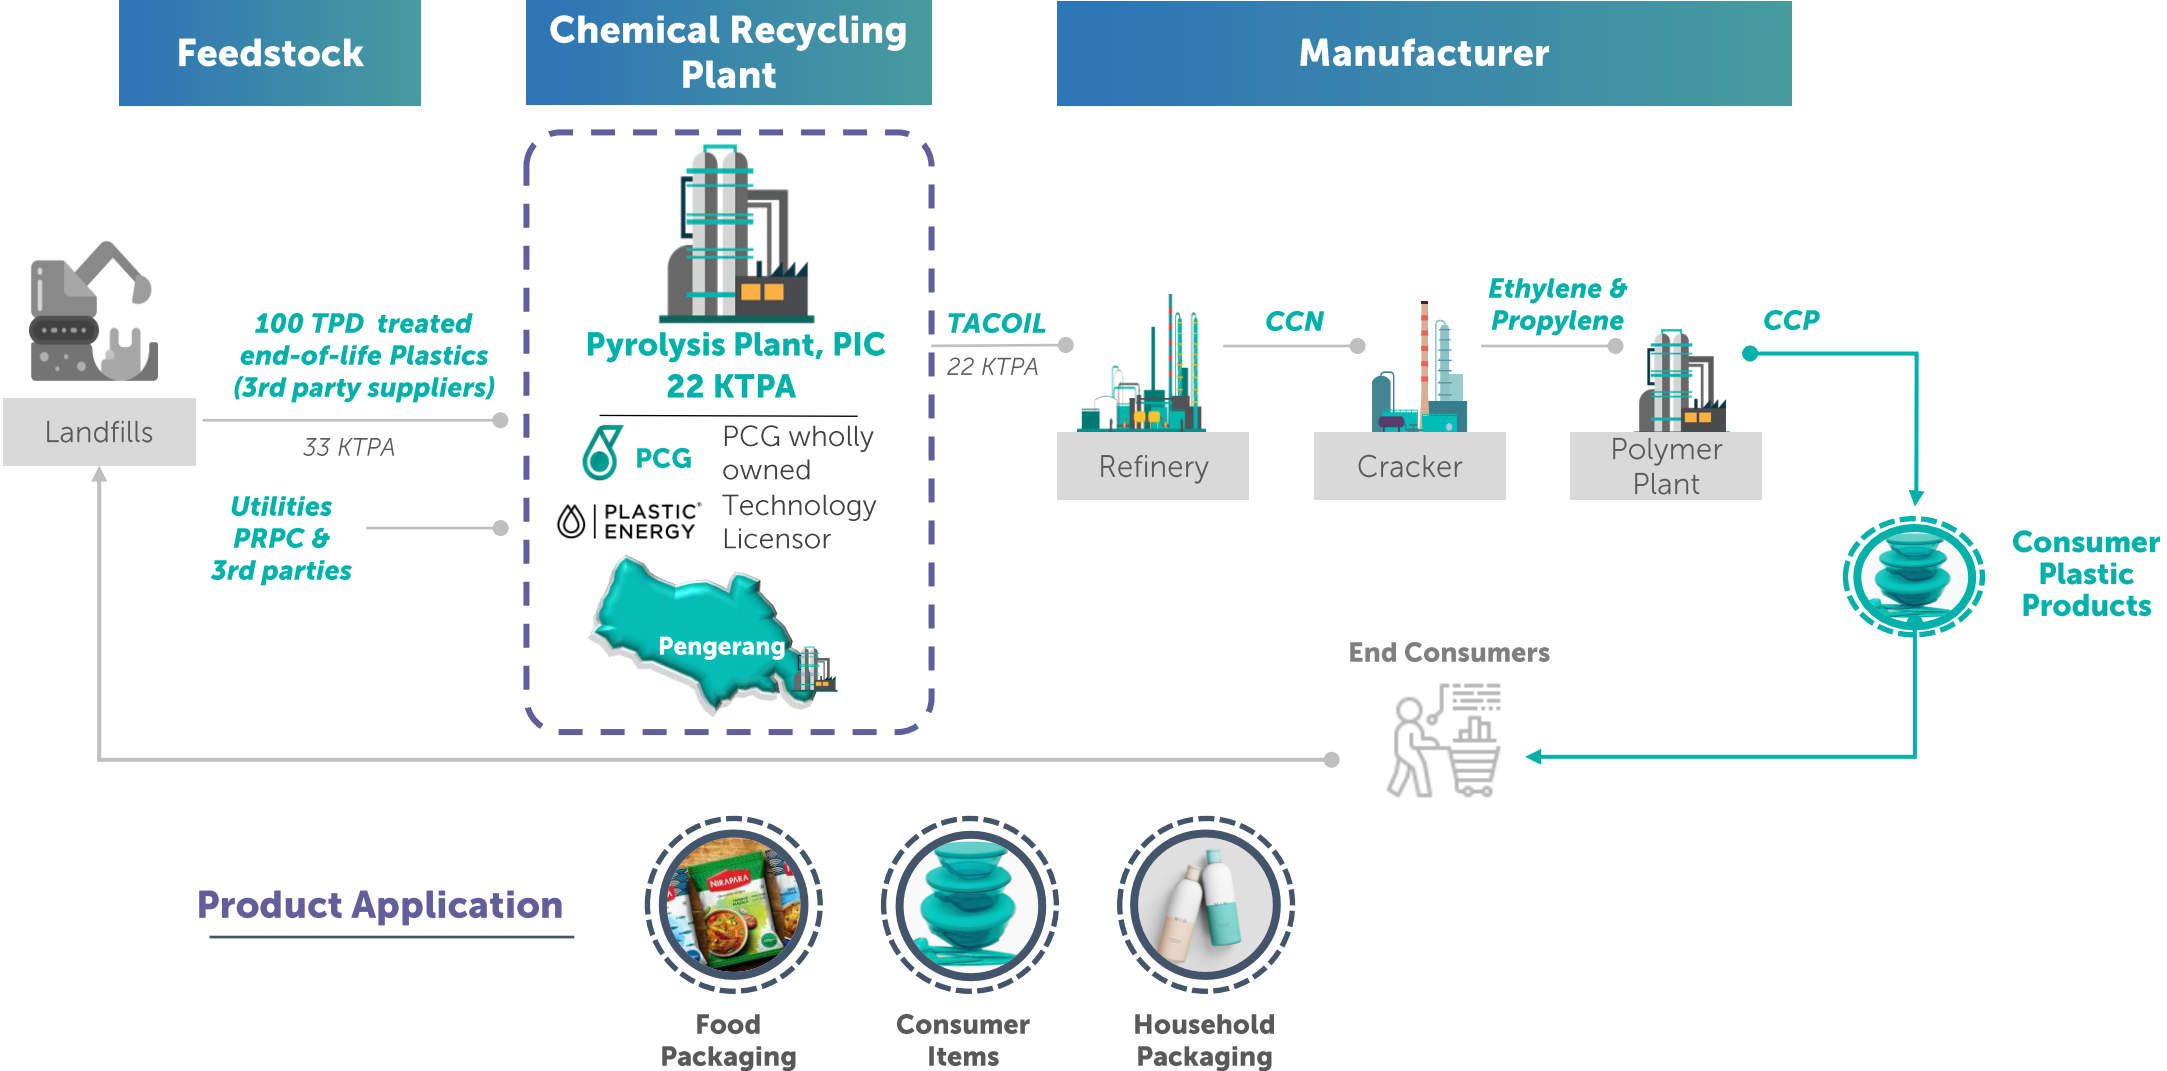 Feedstock
Chemical Recycling
Plant
Manufacturer
100 TPD treated
end-of-life Plastics
(3rd party suppliers)
33 KTPA
Landfills
Utilities
PRPC &
3rd parties
Pyrolysis Plant, PIC
22 KTPA
PCG
PCG wholly
owned
PLASTIC
ENERGY
Technology
Licensor
Pengerang
TACOIL
22 KTPA
Refinery
CCN
Cracker
Ethylene &
Propylene
Polymer
Plant
CCP
Consumer
Plastic
Products
End Consumers
Product Application
NIRAPARA
Food
Packaging
Consumer
Items
Household
Packaging